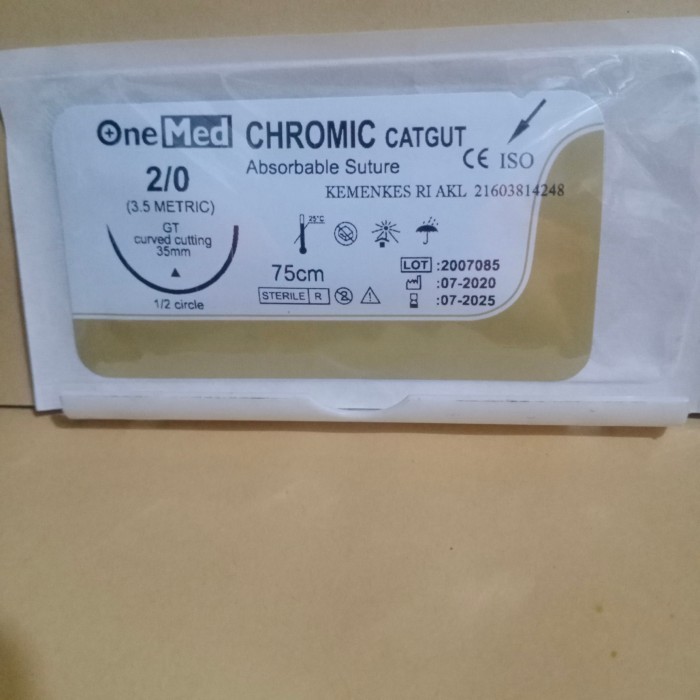 OneMed CHROMIC CATGUT
Absorbable Suture
CE ISO
2/0
(3.5 METRIC)
KEMENKES RI AKL 21603814248
GT
curved cutting
35mm
1/2 circle
25°C
75cm
STERILE R
2
LOT :2007085
:07-2020
:07-2025